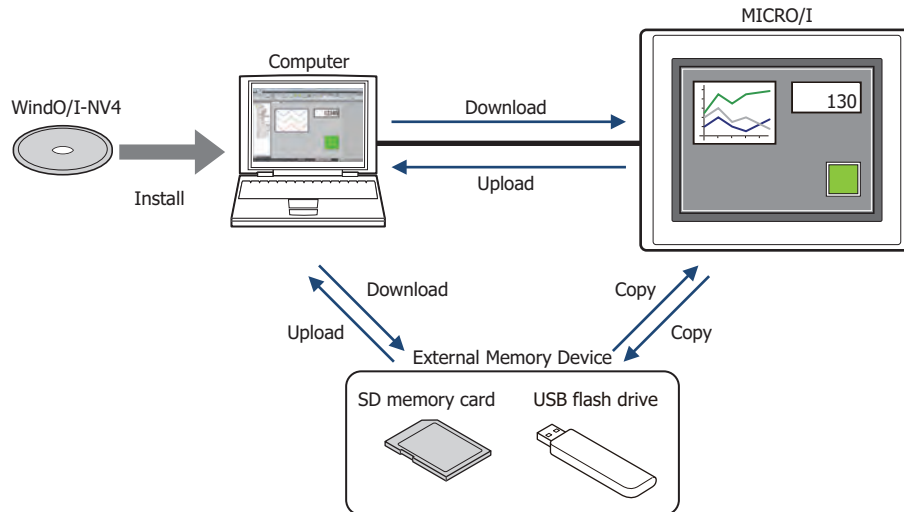 MICRO/I
Computer
WindO/I-NV4
Download
130
Upload
Install
Download
Copy
Upload
Copy
External Memory Device
SD memory card
USB flash drive